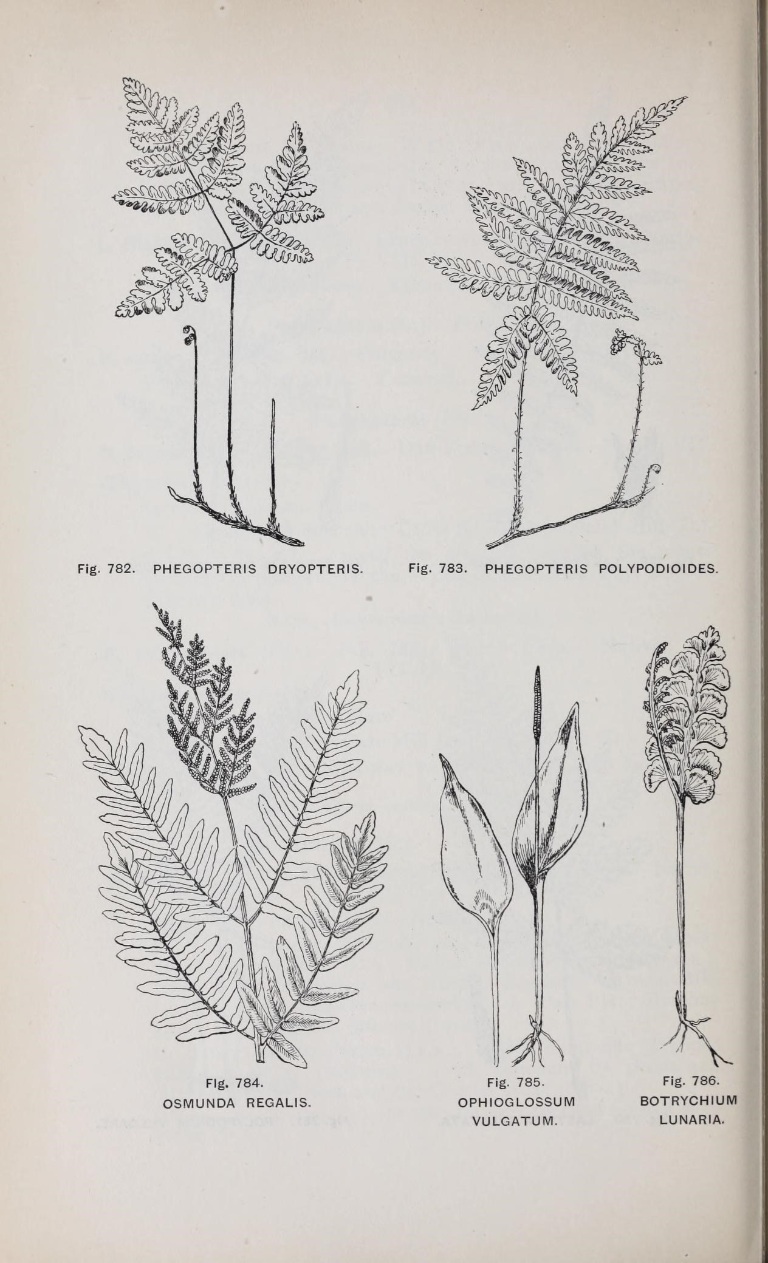 Fig. 782. PHEGOPTERIS DRYOPTERIS.
Fig. 783. PHEGOPTERIS POLYPODIOIDES.
Fig. 784.
OSMUNDA REGALIS.
Fig. 785.
OPHIOGLOSSUM
VULGATUM.
Fig. 786.
BOTRYCHIUM
LUNARIA.